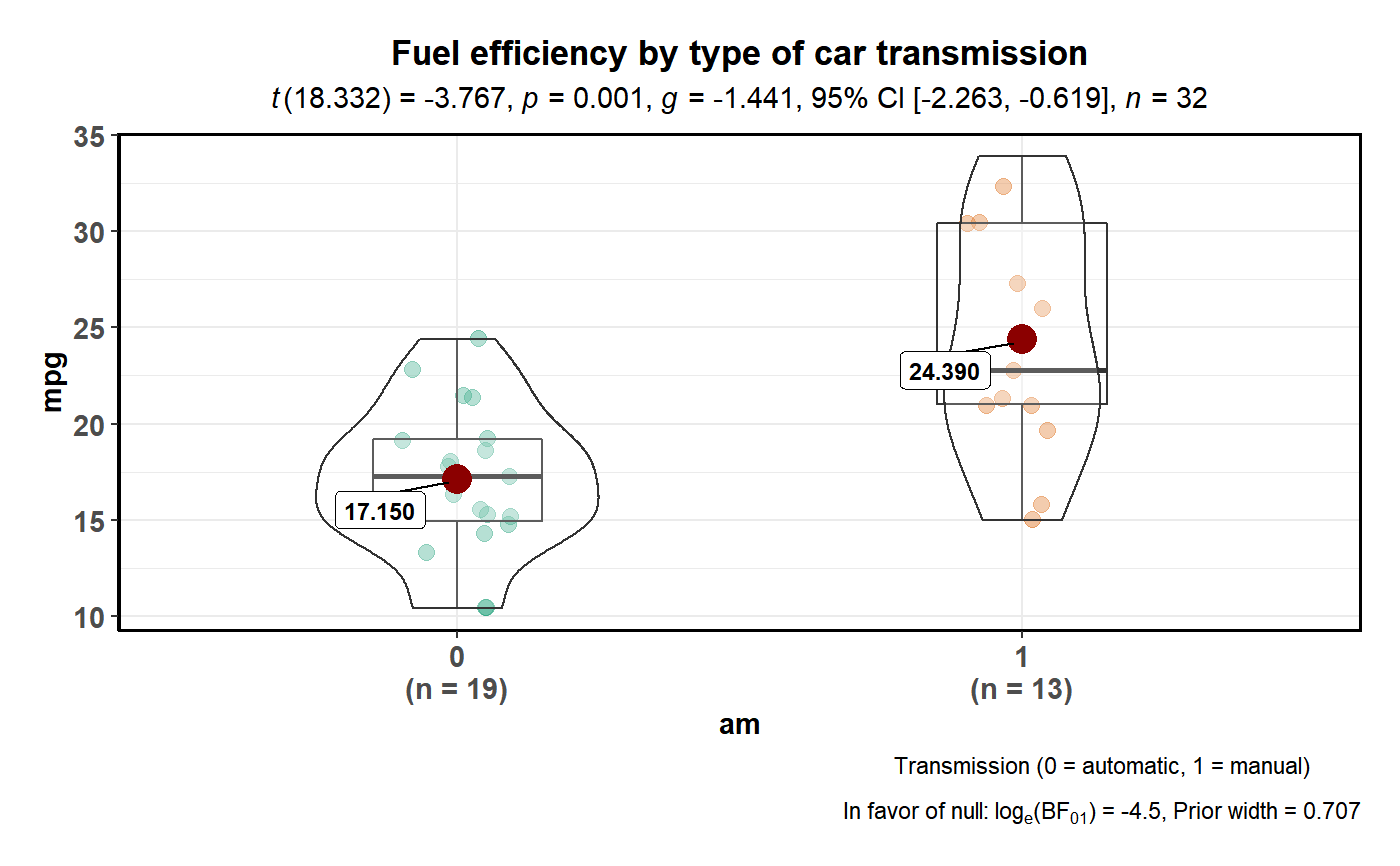 Fuel efficiency by type of car transmission
t(18.332) = -3.767, p = 0.001, g = -1.441, 95% CI [-2.263, -0.619], n = 32
35
30
25
20
15
10
mpg
17.150
24.390
0
(n = 19)
1
(n = 13)
am
Transmission (0 = automatic, 1 = manual)
In favor of null: logₑ(BF₀₁) = -4.5, Prior width = 0.707